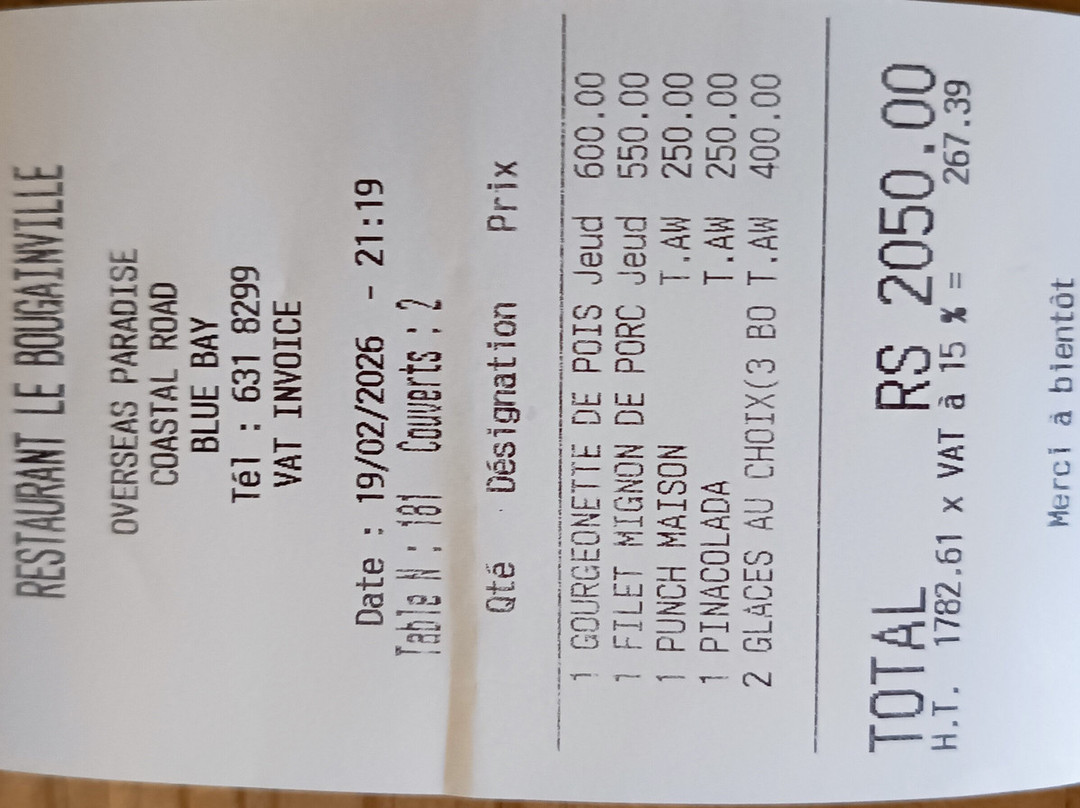 RESTAURANT LE BOUGAINVILLE
OVERSEAS PARADISE
COASTAL ROAD
BLUE BAY
Tél : 631 8299
VAT INVOICE
Date : 19/02/2026 - 21:19
Table N : 181 Couverts : 2
Qté Désignation Prix
1 GOURGEONETTE DE POIS Jeud 600.00
1 FILET MIGNON DE PORC Jeud 550.00
1 PUNCH MAISON T.AW 250.00
1 PINACOLADA T.AW 250.00
2 GLACES AU CHOIX(3 BO T.AW 400.00
TOTAL RS 2050.00
H.T. 1782.61 x VAT à 15 % = 267.39
Merci à bientôt